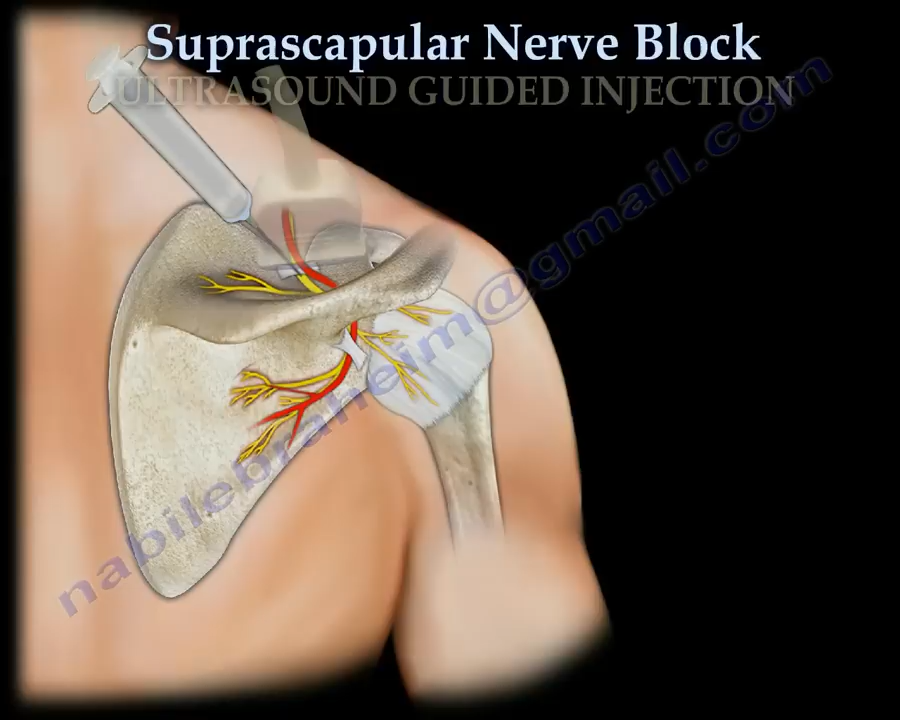 Suprascapular Nerve Block
ULTRASOUND GUIDED INJECTION
nabilebraheim@gmail.com